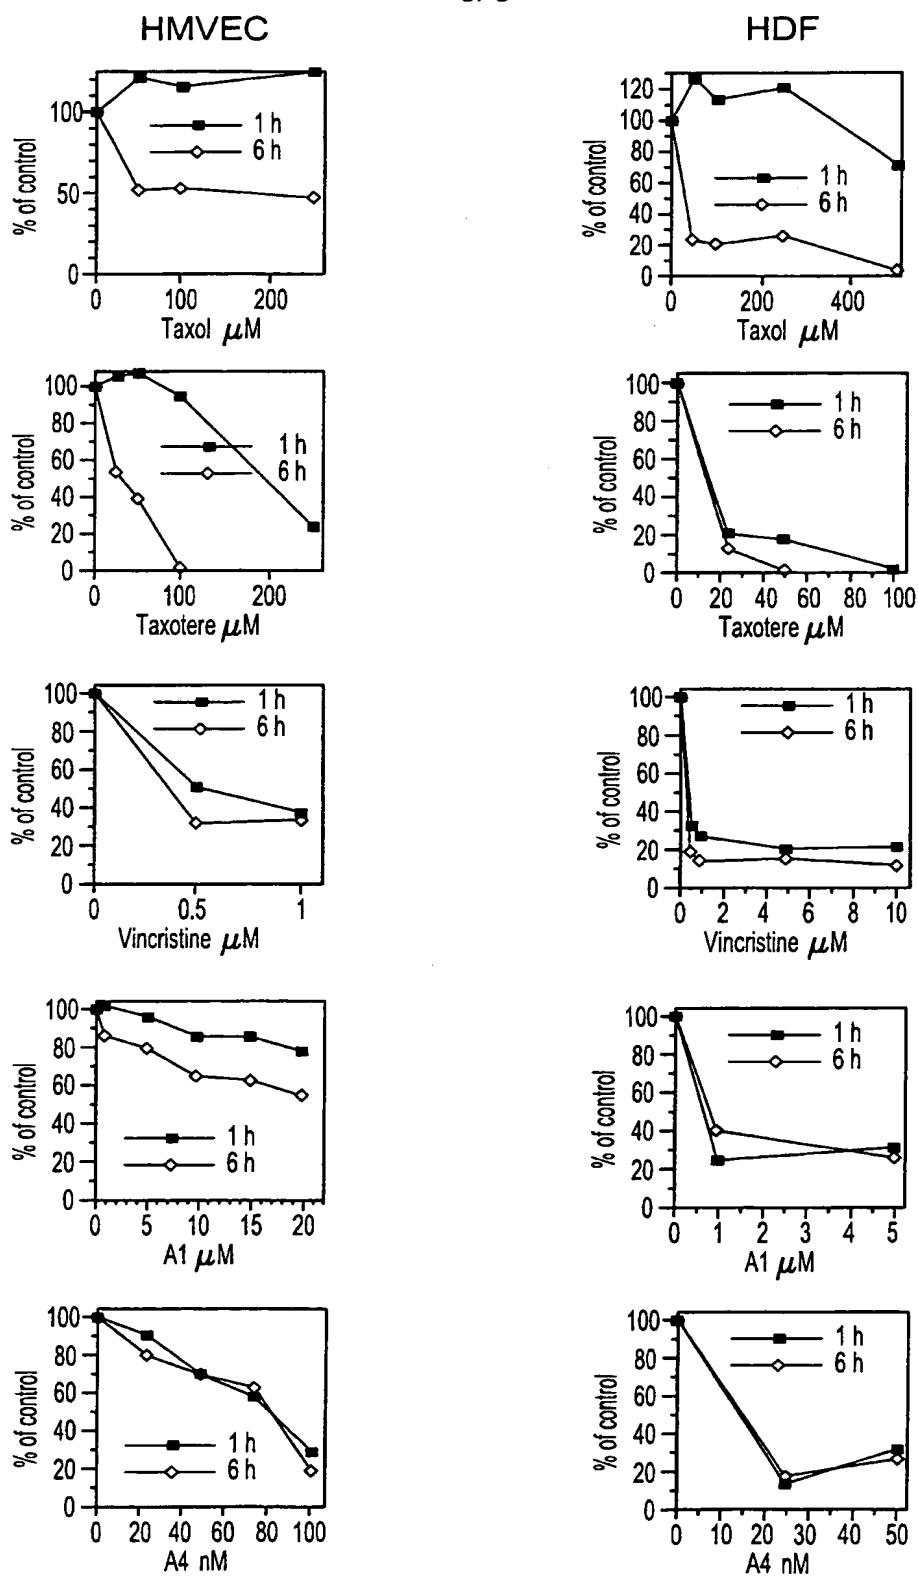 HMVEC
HDF
% of control
100
50
0
1 h
6 h
0 100 200
Taxol μM
% of control
120
100
80
60
40
20
0
1 h
6 h
0 200 400
Taxol μM
% of control
100
80
60
40
20
0
1 h
6 h
0 100 200
Taxotere μM
% of control
100
80
60
40
20
0
1 h
6 h
0 20 40 60 80 100
Taxotere μM
% of control
100
80
60
40
20
0
1 h
6 h
0 0.5 1
Vincristine μM
% of control
100
80
60
40
20
0
1 h
6 h
0 2 4 6 8 10
Vincristine μM
% of control
100
80
60
40
20
0
1 h
6 h
0 5 10 15 20
A1 μM
% of control
100
80
60
40
20
0
1 h
6 h
0 1 2 3 4 5
A1 μM
% of control
100
80
60
40
20
0
1 h
6 h
0 20 40 60 80 100
A4 nM
% of control
100
80
60
40
20
0
1 h
6 h
0 10 20 30 40 50
A4 nM